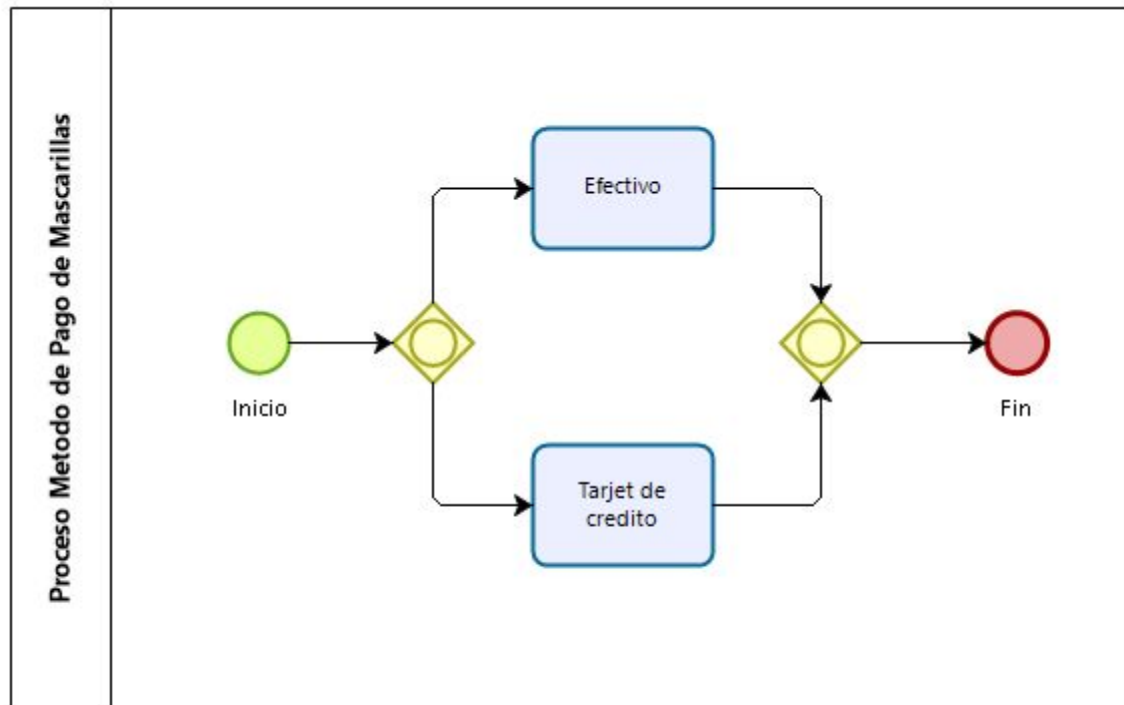 Proceso Metodo de Pago de Mascarillas
Efectivo
Inicio
Fin
Tarjet de
credito